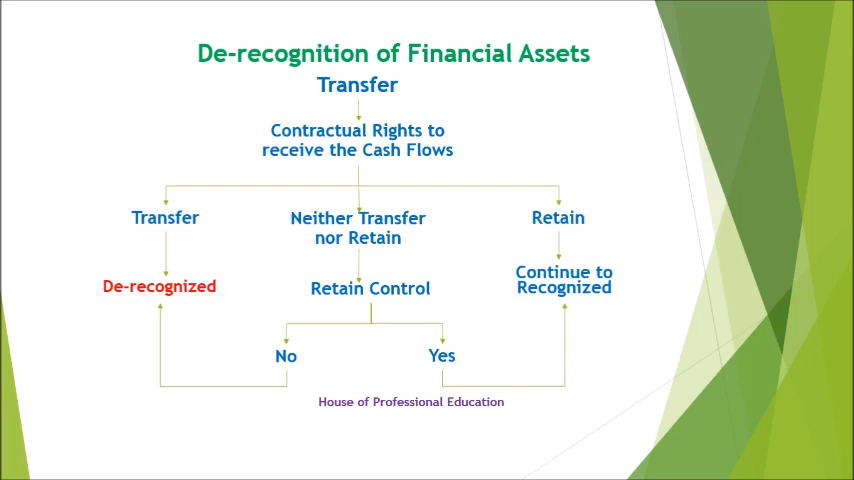 De-recognition of Financial Assets
Transfer
Contractual Rights to
receive the Cash Flows
Transfer
Neither Transfer
nor Retain
Retain
De-recognized
Retain Control
Continue to
Recognized
No
Yes
House of Professional Education